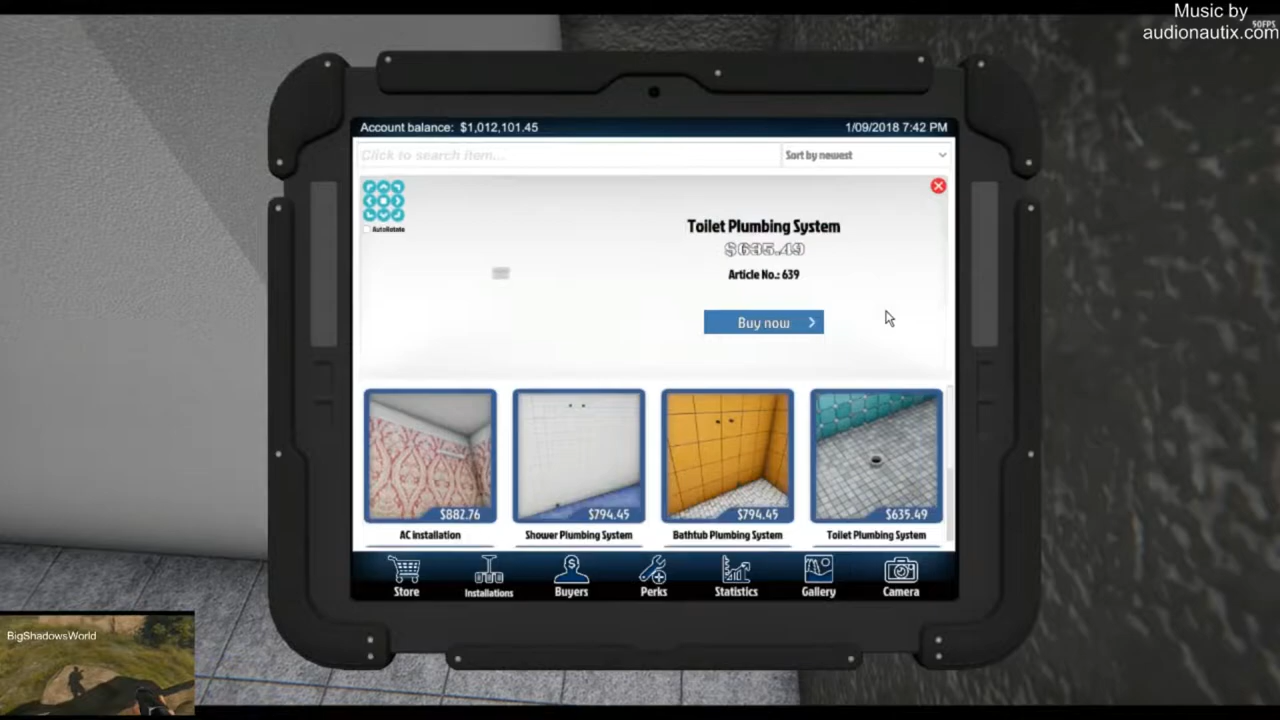 Music by
audionautix.com
50FPS
Account balance: $1,012,101.45
1/09/2018 7:42 PM
Click to search item...
Sort by newest
AutoRotate
Toilet Plumbing System
$635.49
Article No.: 639
Buy now
$882.76
$794.45
$794.45
$635.49
AC installation
Shower Plumbing System
Bathtub Plumbing System
Toilet Plumbing System
Store
Installations
Buyers
Perks
Statistics
Gallery
Camera
BigShadowsWorld